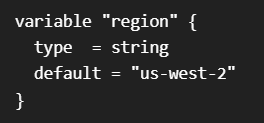 variable "region" {
  type  = string
  default = "us-west-2"
}